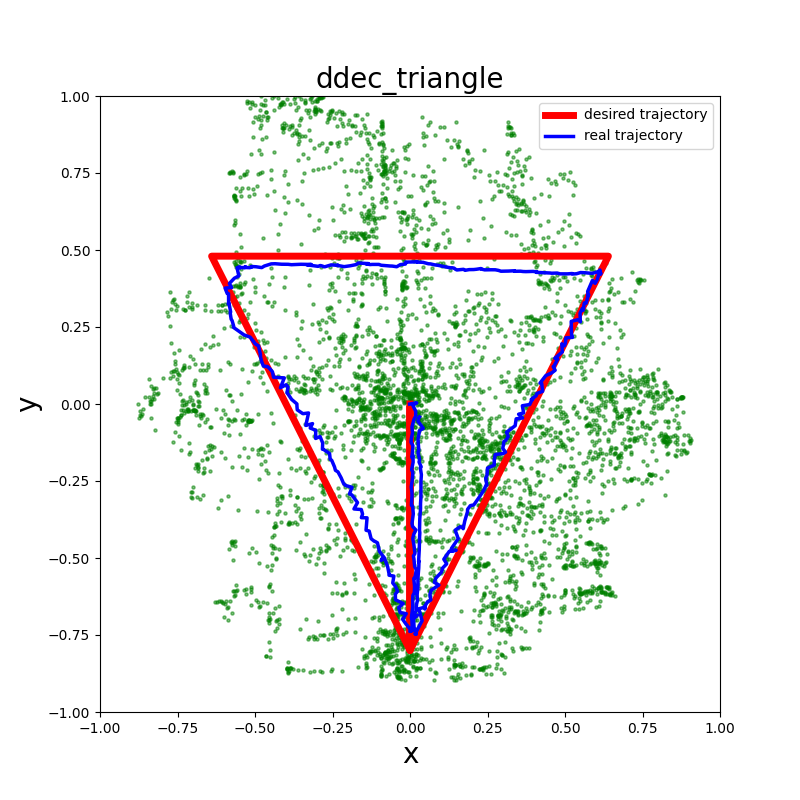 ddec_triangle
desired trajectory
real trajectory
1.00
0.75
0.50
0.25
0.00
−0.25
−0.50
−0.75
−1.00
y
−1.00 −0.75 −0.50 −0.25 0.00 0.25 0.50 0.75 1.00
x